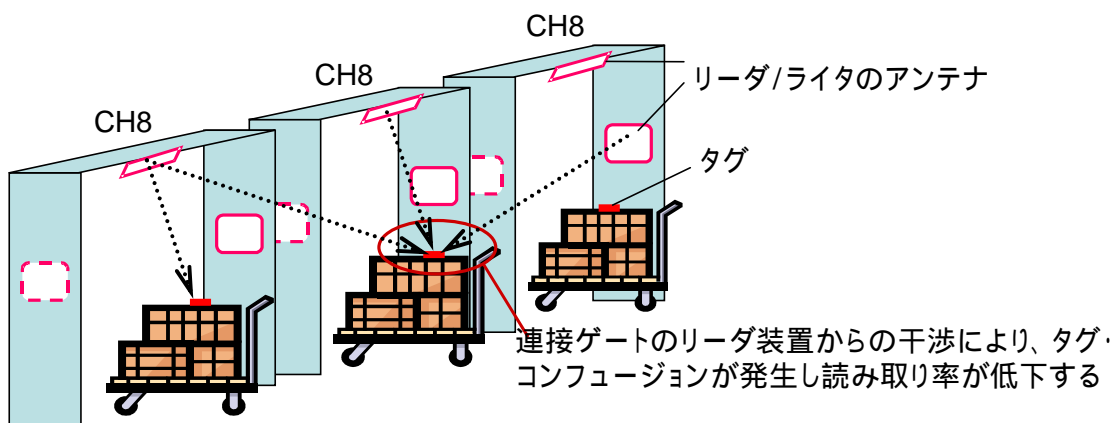 CH8
CH8
CH8
リーダ/ライタのアンテナ
タグ
連接ゲートのリーダ装置からの干渉により、タグ・
コンフュージョンが発生し読み取り率が低下する